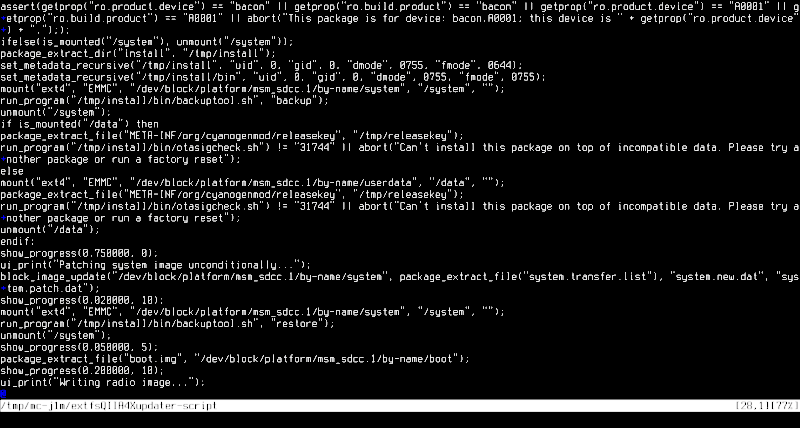 assert(getprop("ro.product.device") == "bacon" || getprop("ro.build.product") == "bacon" || getprop("ro.product.device") == "A0001" || g
etprop("ro.build.product") == "A0001" || abort("This package is for device: bacon,A0001; this device is " + getprop("ro.product.device"
) + "."););
ifelse(is_mounted("/system"), unmount("/system"));
package_extract_dir("install", "/tmp/install");
set_metadata_recursive("/tmp/install", "uid", 0, "gid", 0, "dmode", 0755, "fmode", 0644);
set_metadata_recursive("/tmp/install/bin", "uid", 0, "gid", 0, "dmode", 0755, "fmode", 0755);
mount("ext4", "EMMC", "/dev/block/platform/msm_sdcc.1/by-name/system", "/system", "");
run_program("/tmp/install/bin/backuptool.sh", "backup");
unmount("/system");
if is_mounted("/data") then
package_extract_file("META-INF/org/cyanogenmod/releasekey", "/tmp/releasekey");
run_program("/tmp/install/bin/otasigcheck.sh") != "31744" || abort("Can't install this package on top of incompatible data. Please try a
nother package or run a factory reset");
else
mount("ext4", "EMMC", "/dev/block/platform/msm_sdcc.1/by-name/userdata", "/data", "");
package_extract_file("META-INF/org/cyanogenmod/releasekey", "/tmp/releasekey");
run_program("/tmp/install/bin/otasigcheck.sh") != "31744" || abort("Can't install this package on top of incompatible data. Please try a
nother package or run a factory reset");
unmount("/data");
endif;
show_progress(0.750000, 0);
ui_print("Patching system image unconditionally...");
block_image_update("/dev/block/platform/msm_sdcc.1/by-name/system", package_extract_file("system.transfer.list"), "system.new.dat", "sys
tem.patch.dat");
show_progress(0.020000, 10);
mount("ext4", "EMMC", "/dev/block/platform/msm_sdcc.1/by-name/system", "/system", "");
run_program("/tmp/install/bin/backuptool.sh", "restore");
unmount("/system");
show_progress(0.050000, 5);
package_extract_file("boot.img", "/dev/block/platform/msm_sdcc.1/by-name/boot");
show_progress(0.200000, 10);
ui_print("Writing radio image...");
[28,1][77%]